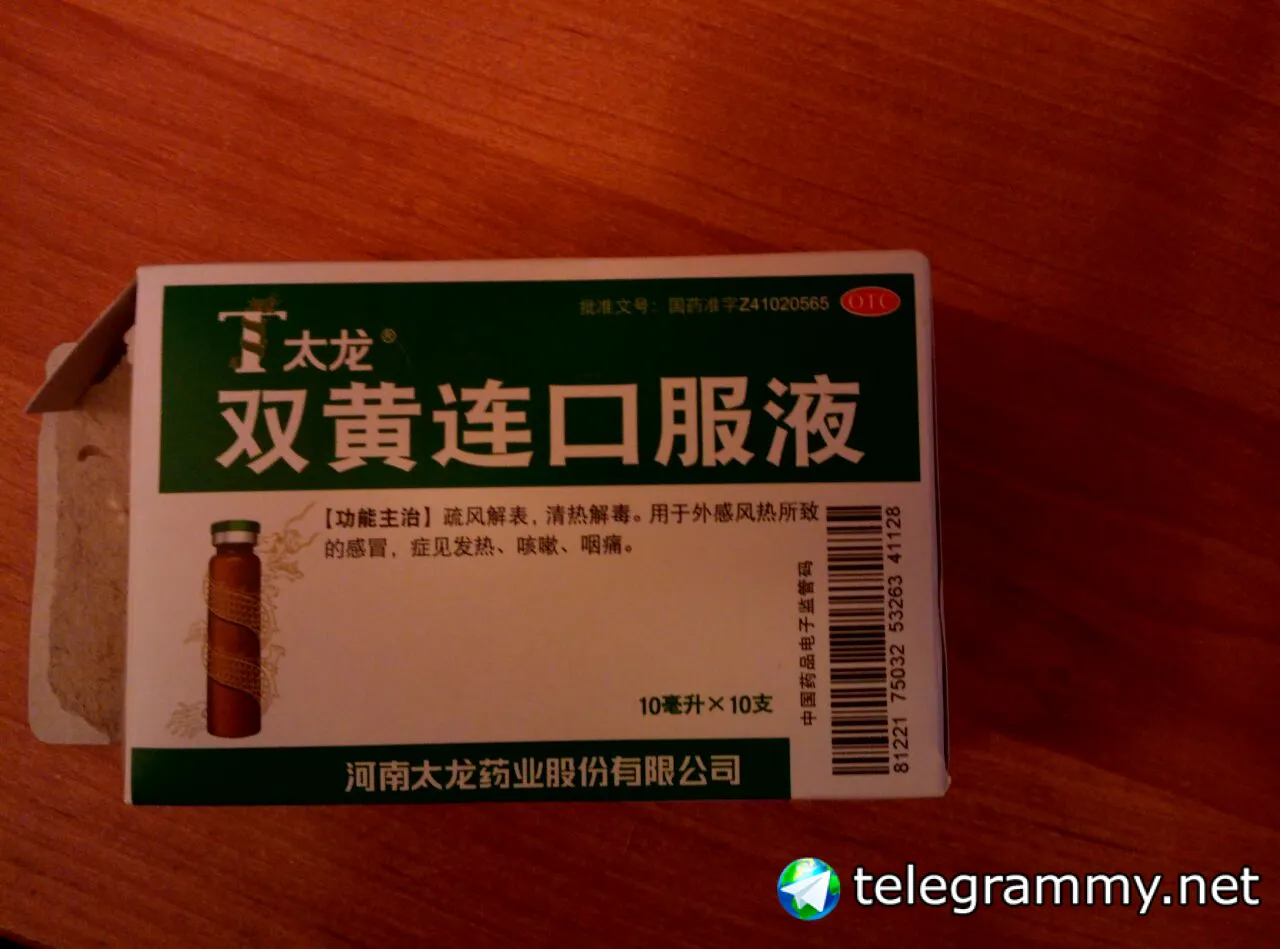 批准文号：国药准字Z41020565 OTC
太龙®
双黄连口服液
【功能主治】疏风解表，清热解毒。用于外感风热所致
的感冒，症见发热、咳嗽、咽痛。
10毫升×10支
中国药品电子监管码
81221 75032 53263 41128
河南太龙药业股份有限公司
telegrammy.net